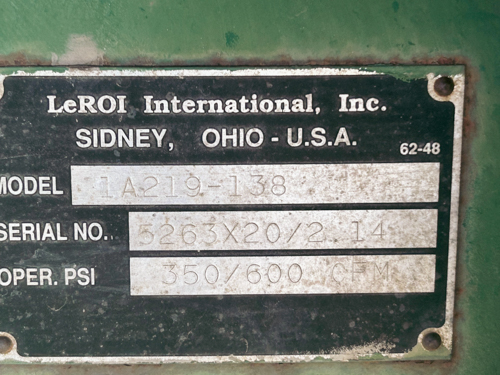 LeROI International, Inc.
SIDNEY, OHIO - U.S.A.
62-48
MODEL 1A219-138
SERIAL NO. 3263X20/2 14
OPER. PSI 350/600 CFM